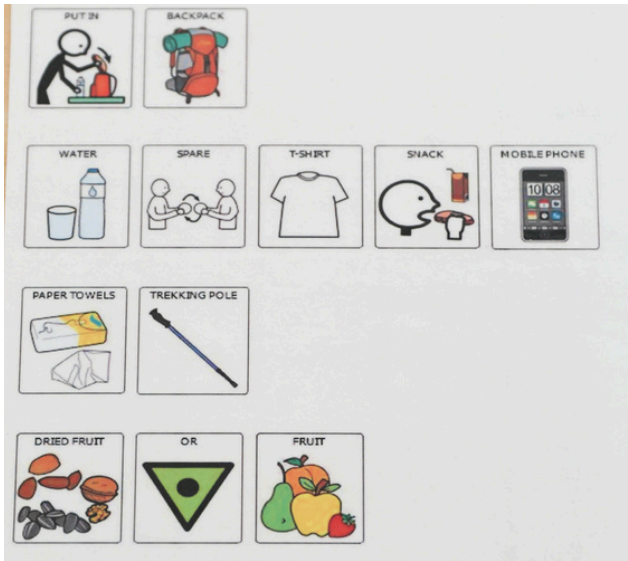 PUT IN BACKPACK
WATER SPARE T-SHIRT SNACK MOBILE PHONE
10 08
PAPER TOWELS TREKKING POLE
DRIED FRUIT OR FRUIT